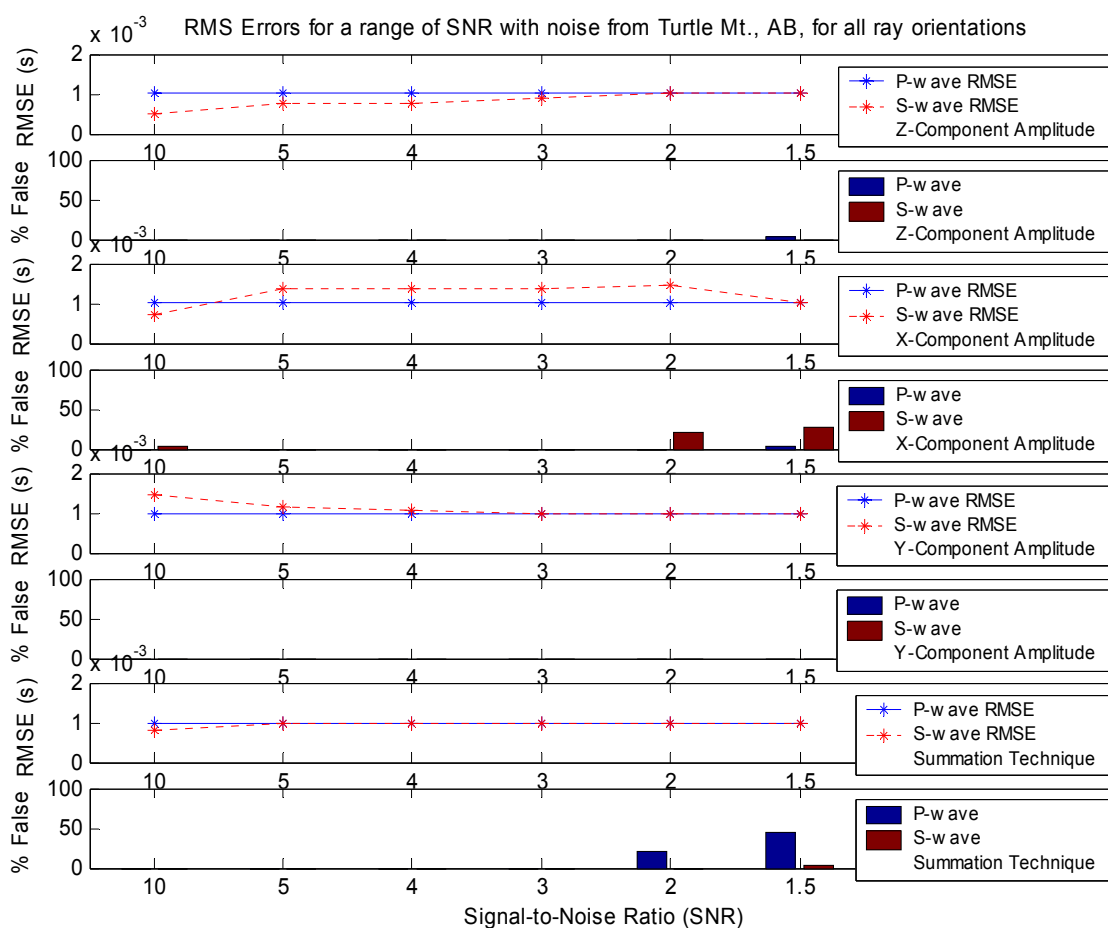 RMS Errors for a range of SNR with noise from Turtle Mt., AB, for all ray orientations
x 10⁻³
RMSE (s)
2
1
0
10 5 4 3 2 1.5
P-wave RMSE
S-wave RMSE
Z-Component Amplitude
% False
100
50
0
10 5 4 3 2 1.5
P-wave
S-wave
Z-Component Amplitude
x 10⁻³
RMSE (s)
2
1
0
10 5 4 3 2 1.5
P-wave RMSE
S-wave RMSE
X-Component Amplitude
% False
100
50
0
10 5 4 3 2 1.5
P-wave
S-wave
X-Component Amplitude
x 10⁻³
RMSE (s)
2
1
0
10 5 4 3 2 1.5
P-wave RMSE
S-wave RMSE
Y-Component Amplitude
% False
100
50
0
10 5 4 3 2 1.5
P-wave
S-wave
Y-Component Amplitude
x 10⁻³
RMSE (s)
2
1
0
10 5 4 3 2 1.5
P-wave RMSE
S-wave RMSE
Summation Technique
% False
100
50
0
10 5 4 3 2 1.5
P-wave
S-wave
Summation Technique
Signal-to-Noise Ratio (SNR)